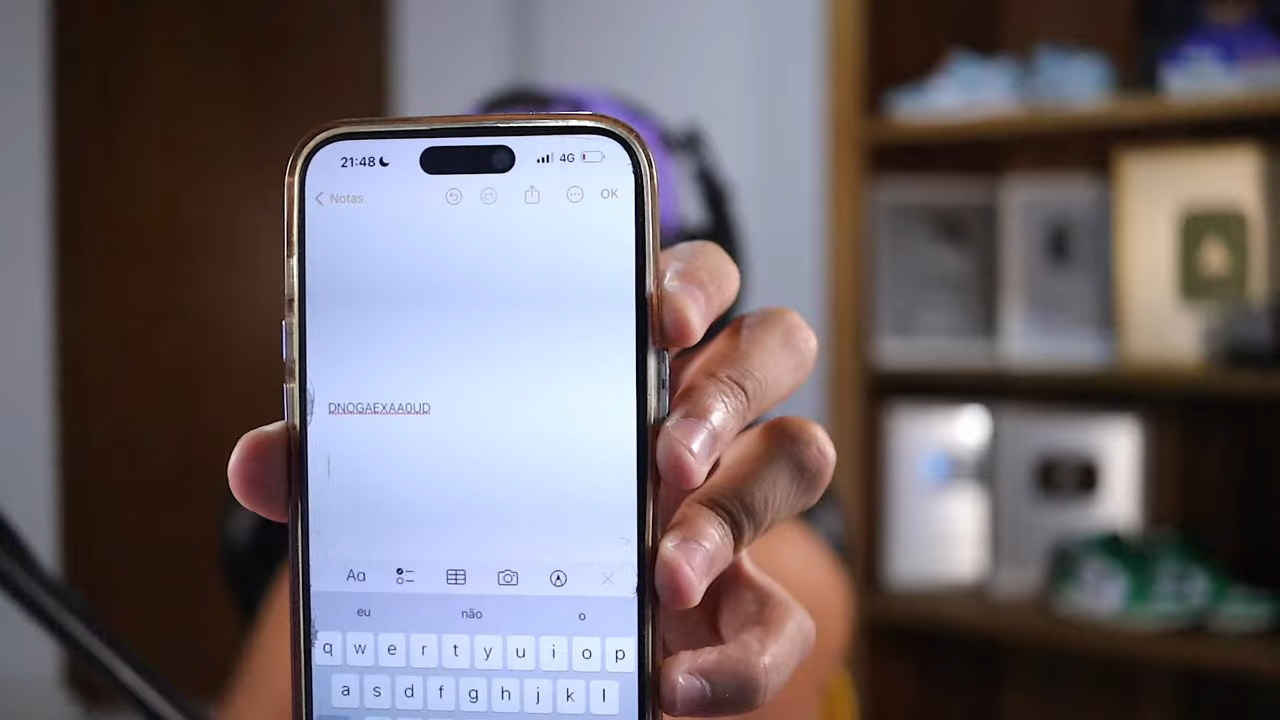 21:48 4G
Notas OK
DNOGAEXAA0UD
Aa
eu não o
q w e r t y u i o p
a s d f g h j k l